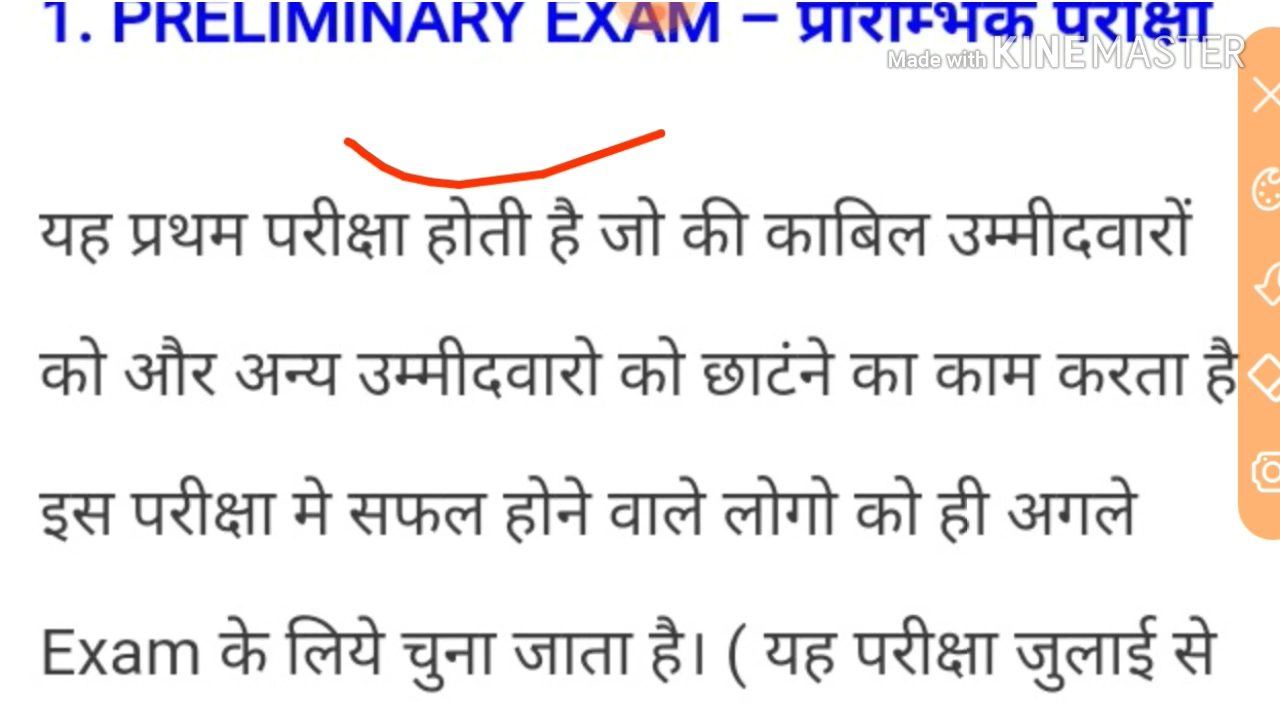 1. PRELIMINARY EXAM – प्रारम्भिक परीक्षा
Made with KINEMASTER
यह प्रथम परीक्षा होती है जो की काबिल उम्मीदवारों
को और अन्य उम्मीदवारो को छाटंने का काम करता है
इस परीक्षा मे सफल होने वाले लोगो को ही अगले
Exam के लिये चुना जाता है। ( यह परीक्षा जुलाई से